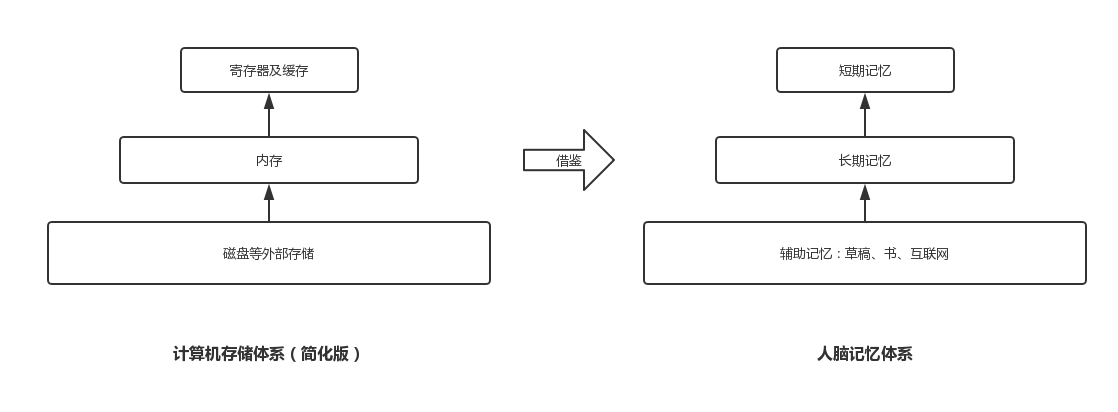 寄存器及缓存
内存
磁盘等外部存储
计算机存储体系（简化版）
借鉴
短期记忆
长期记忆
辅助记忆：草稿、书、互联网
人脑记忆体系